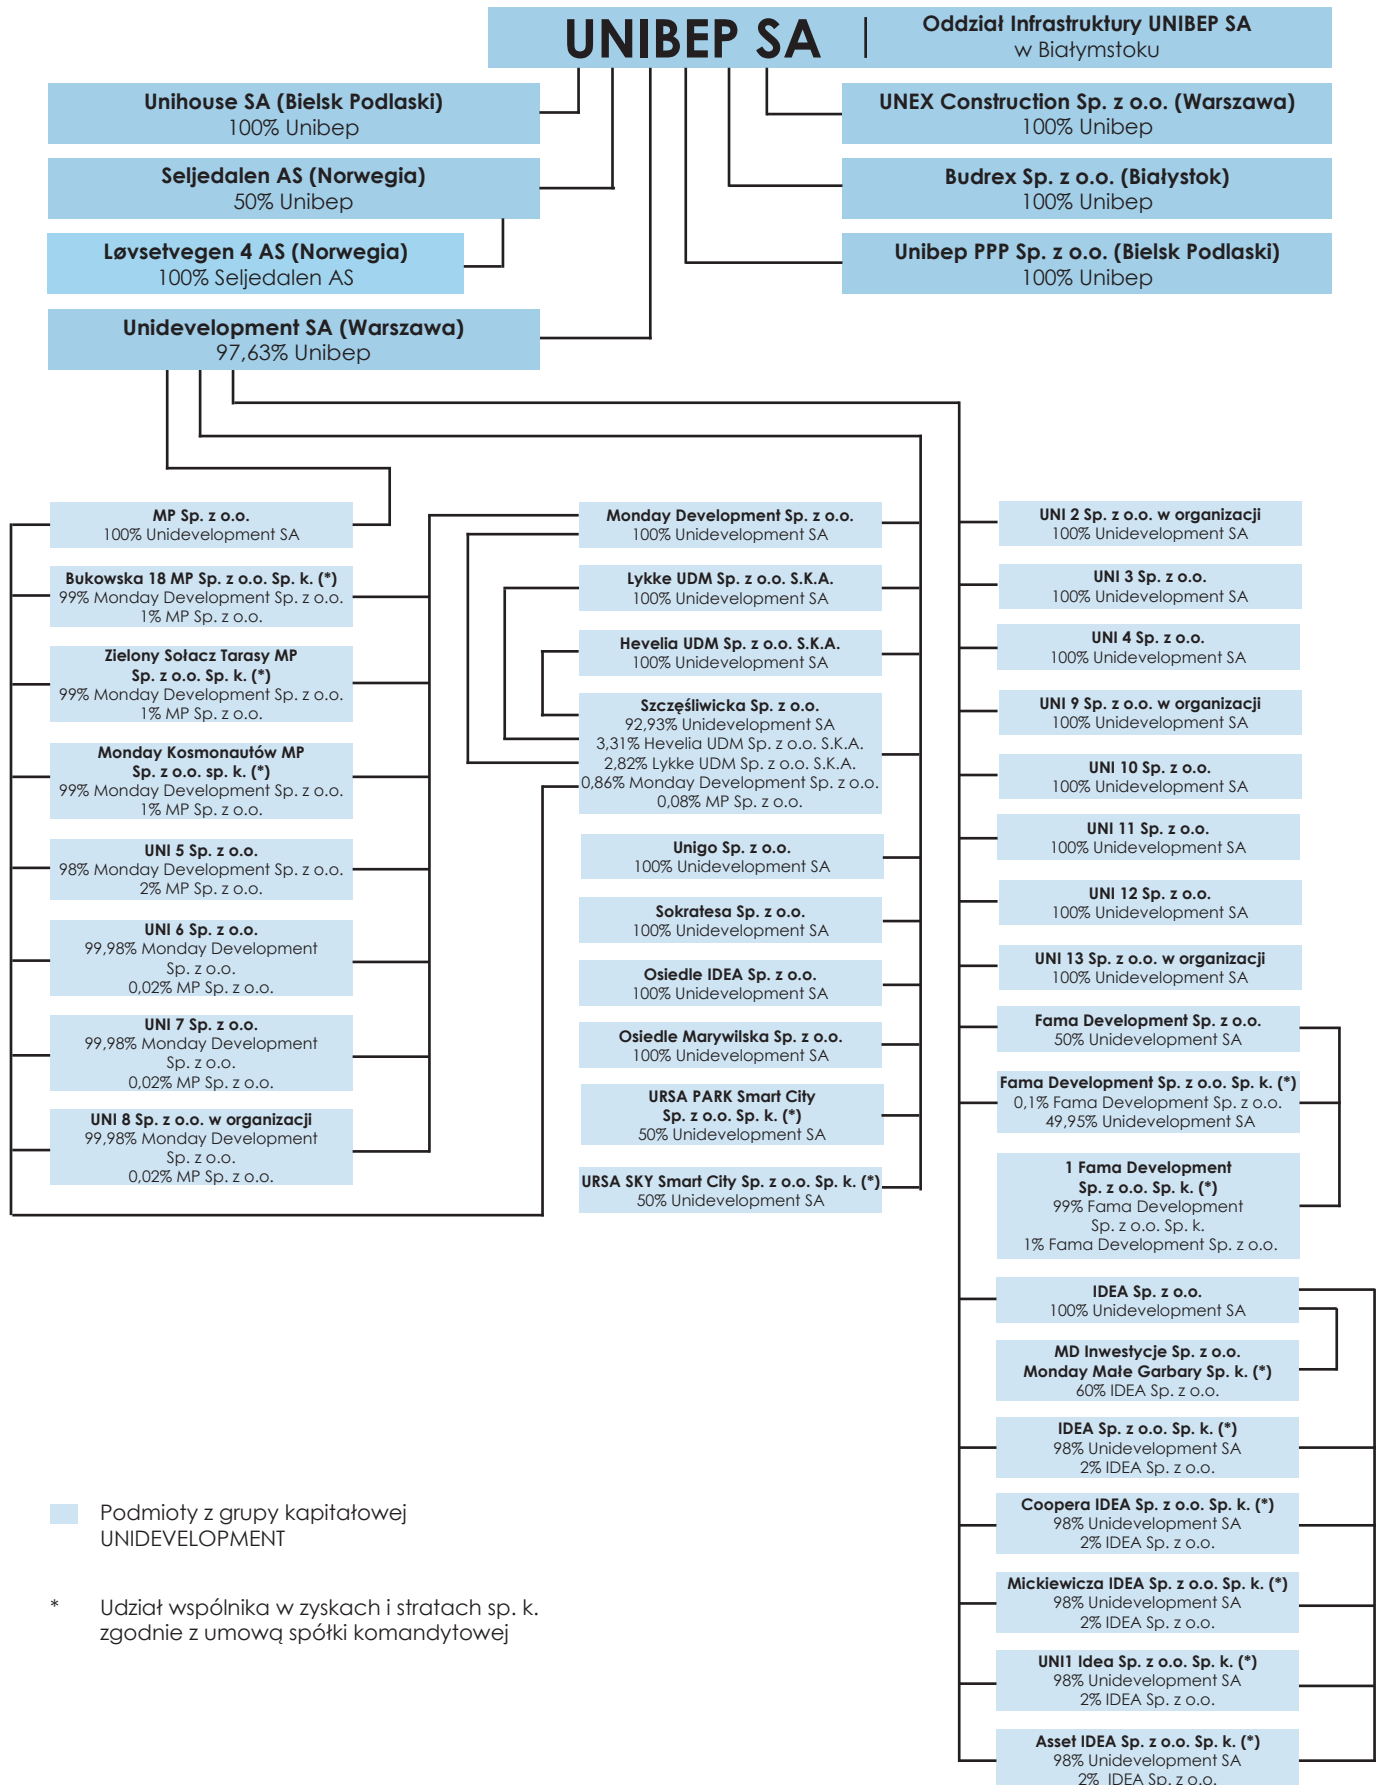 UNIBEP SA
Oddział Infrastruktury UNIBEP SA
w Białymstoku
Unihouse SA (Bielsk Podlaski)
100% Unibep
UNEX Construction Sp. z o.o. (Warszawa)
100% Unibep
Seljedalen AS (Norwegia)
50% Unibep
Budrex Sp. z o.o. (Białystok)
100% Unibep
Løvsetvegen 4 AS (Norwegia)
100% Seljedalen AS
Unibep PPP Sp. z o.o. (Bielsk Podlaski)
100% Unibep
Unidevelopment SA (Warszawa)
97,63% Unibep
MP Sp. z o.o.
100% Unidevelopment SA
Bukowska 18 MP Sp. z o.o. Sp. k. (*)
99% Monday Development Sp. z o.o.
1% MP Sp. z o.o.
Zielony Sołacz Tarasy MP
Sp. z o.o. Sp. k. (*)
99% Monday Development Sp. z o.o.
1% MP Sp. z o.o.
Monday Kosmonautów MP
Sp. z o.o. sp. k. (*)
99% Monday Development Sp. z o.o.
1% MP Sp. z o.o.
UNI 5 Sp. z o.o.
98% Monday Development Sp. z o.o.
2% MP Sp. z o.o.
UNI 6 Sp. z o.o.
99,98% Monday Development
Sp. z o.o.
0,02% MP Sp. z o.o.
UNI 7 Sp. z o.o.
99,98% Monday Development
Sp. z o.o.
0,02% MP Sp. z o.o.
UNI 8 Sp. z o.o. w organizacji
99,98% Monday Development
Sp. z o.o.
0,02% MP Sp. z o.o.
Monday Development Sp. z o.o.
100% Unidevelopment SA
Lykke UDM Sp. z o.o. S.K.A.
100% Unidevelopment SA
Hevelia UDM Sp. z o.o. S.K.A.
100% Unidevelopment SA
Szczęśliwicka Sp. z o.o.
92,93% Unidevelopment SA
3,31% Hevelia UDM Sp. z o.o. S.K.A.
2,82% Lykke UDM Sp. z o.o. S.K.A.
0,86% Monday Development Sp. z o.o.
0,08% MP Sp. z o.o.
Unigo Sp. z o.o.
100% Unidevelopment SA
Sokratesa Sp. z o.o.
100% Unidevelopment SA
Osiedle IDEA Sp. z o.o.
100% Unidevelopment SA
Osiedle Marywilska Sp. z o.o.
100% Unidevelopment SA
URSA PARK Smart City
Sp. z o.o. Sp. k. (*)
50% Unidevelopment SA
URSA SKY Smart City Sp. z o.o. Sp. k. (*)
50% Unidevelopment SA
UNI 2 Sp. z o.o. w organizacji
100% Unidevelopment SA
UNI 3 Sp. z o.o.
100% Unidevelopment SA
UNI 4 Sp. z o.o.
100% Unidevelopment SA
UNI 9 Sp. z o.o. w organizacji
100% Unidevelopment SA
UNI 10 Sp. z o.o.
100% Unidevelopment SA
UNI 11 Sp. z o.o.
100% Unidevelopment SA
UNI 12 Sp. z o.o.
100% Unidevelopment SA
UNI 13 Sp. z o.o. w organizacji
100% Unidevelopment SA
Fama Development Sp. z o.o.
50% Unidevelopment SA
Fama Development Sp. z o.o. Sp. k. (*)
0,1% Fama Development Sp. z o.o.
49,95% Unidevelopment SA
1 Fama Development
Sp. z o.o. Sp. k. (*)
99% Fama Development
Sp. z o.o. Sp. k.
1% Fama Development Sp. z o.o.
IDEA Sp. z o.o.
100% Unidevelopment SA
MD Inwestycje Sp. z o.o.
Monday Małe Garbary Sp. k. (*)
60% IDEA Sp. z o.o.
IDEA Sp. z o.o. Sp. k. (*)
98% Unidevelopment SA
2% IDEA Sp. z o.o.
Coopera IDEA Sp. z o.o. Sp. k. (*)
98% Unidevelopment SA
2% IDEA Sp. z o.o.
Mickiewicza IDEA Sp. z o.o. Sp. k. (*)
98% Unidevelopment SA
2% IDEA Sp. z o.o.
UNI1 Idea Sp. z o.o. Sp. k. (*)
98% Unidevelopment SA
2% IDEA Sp. z o.o.
Asset IDEA Sp. z o.o. Sp. k. (*)
98% Unidevelopment SA
2% IDEA Sp. z o.o.
Podmioty z grupy kapitałowej
UNIDEVELOPMENT
* Udział wspólnika w zyskach i stratach sp. k.
zgodnie z umową spółki komandytowej